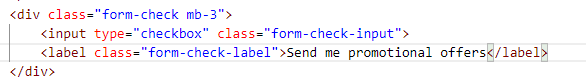 <div class="form-check mb-3">
    <input type="checkbox" class="form-check-input">
    <label class="form-check-label">Send me promotional offers</label>
</div>